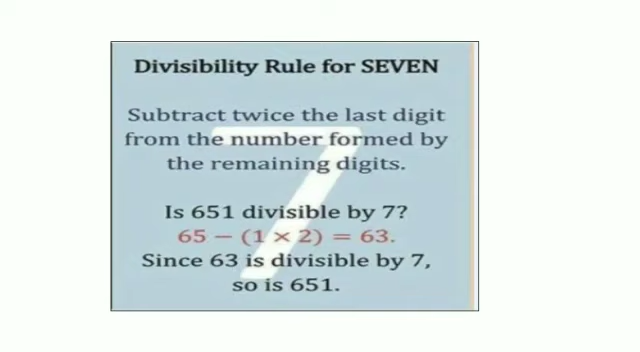 Divisibility Rule for SEVEN
Subtract twice the last digit
from the number formed by
the remaining digits.
Is 651 divisible by 7?
65 − (1 × 2) = 63.
Since 63 is divisible by 7,
so is 651.
7